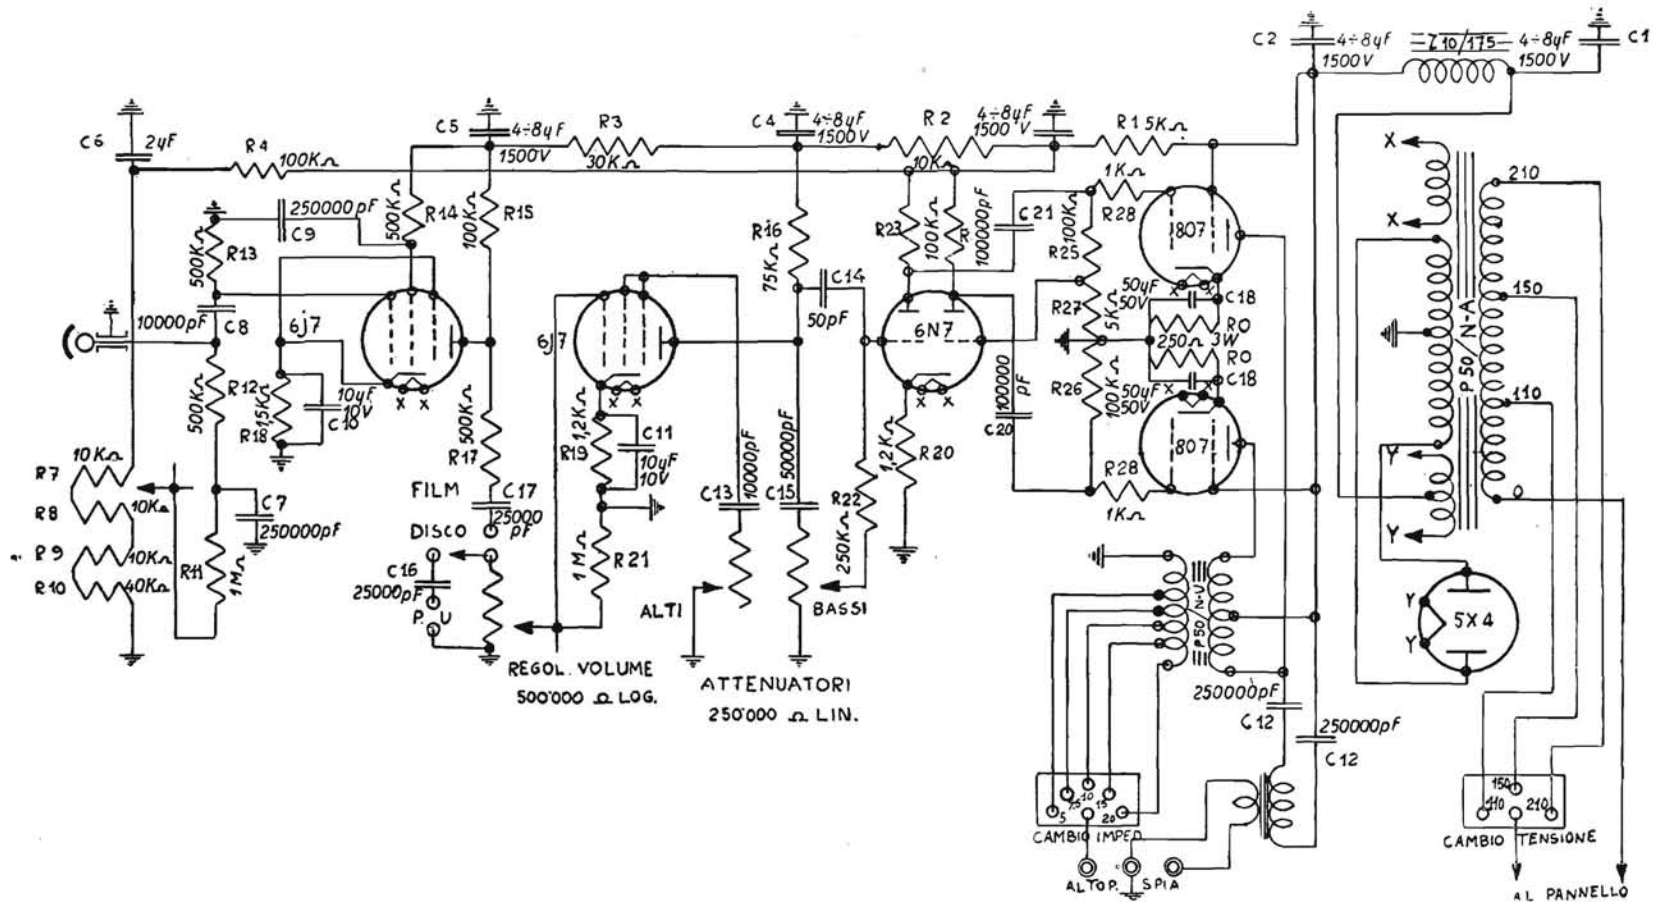 C2
4÷8µF
1500V
Z10/175
4÷8µF
1500V
C1
C6
2µF
R4
100KΩ
C5
4÷8µF
1500V
R3
30KΩ
C4
4÷8µF
1500V
R2
10KΩ
4÷8µF
1500V
R1 5KΩ
250000pF
C9
R13
500KΩ
500KΩ
R14
100KΩ
R15
R16
75KΩ
C14
50pF
R23
100KΩ
100000pF
C21
1KΩ
R28
100KΩ
R25
807
X
X
210
150
110
0
P50/N-A
10000pF
C8
6j7
6j7
6N7
R27
5KΩ
50µF
50V
C18
RO
250Ω 3W
RO
C18
50µF
50V
X X
R12
500KΩ
1,5KΩ
R18
10µF
10V
C10
X X
X X
X X
X X
500KΩ
R17
1,2KΩ
R19
C11
10µF
10V
1,2KΩ
R20
100000
pF
C20
R26
100KΩ
807
R28
1KΩ
R7
10KΩ
R8
10KΩ
R9
10KΩ
R10
40KΩ
C7
250000pF
R11
1MΩ
FILM
C17
25000
pF
DISCO
C16
25000pF
P. U
1MΩ
R21
C13
10000pF
C15
50000pF
R22
250KΩ
ALTI
BASSI
REGOL. VOLUME
500'000 Ω LOG.
ATTENUATORI
250'000 Ω LIN.
P50/N-U
Y
Y
Y
Y
5X4
250000pF
C12
250000pF
C12
5
7,5
10
15
20
CAMBIO IMPED.
ALTOP. SPIA
150
110
210
CAMBIO TENSIONE
AL PANNELLO